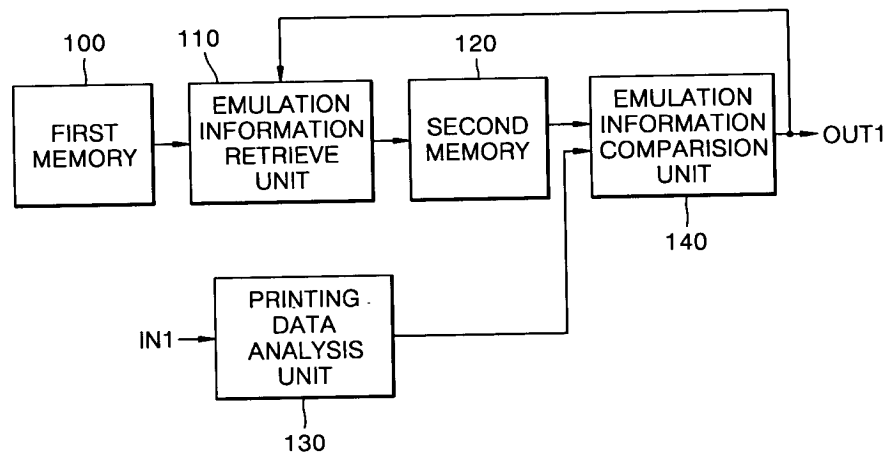 100
110
120
FIRST
MEMORY
EMULATION
INFORMATION
RETRIEVE
UNIT
SECOND
MEMORY
EMULATION
INFORMATION
COMPARISION
UNIT
OUT1
140
IN1
PRINTING
DATA
ANALYSIS
UNIT
130